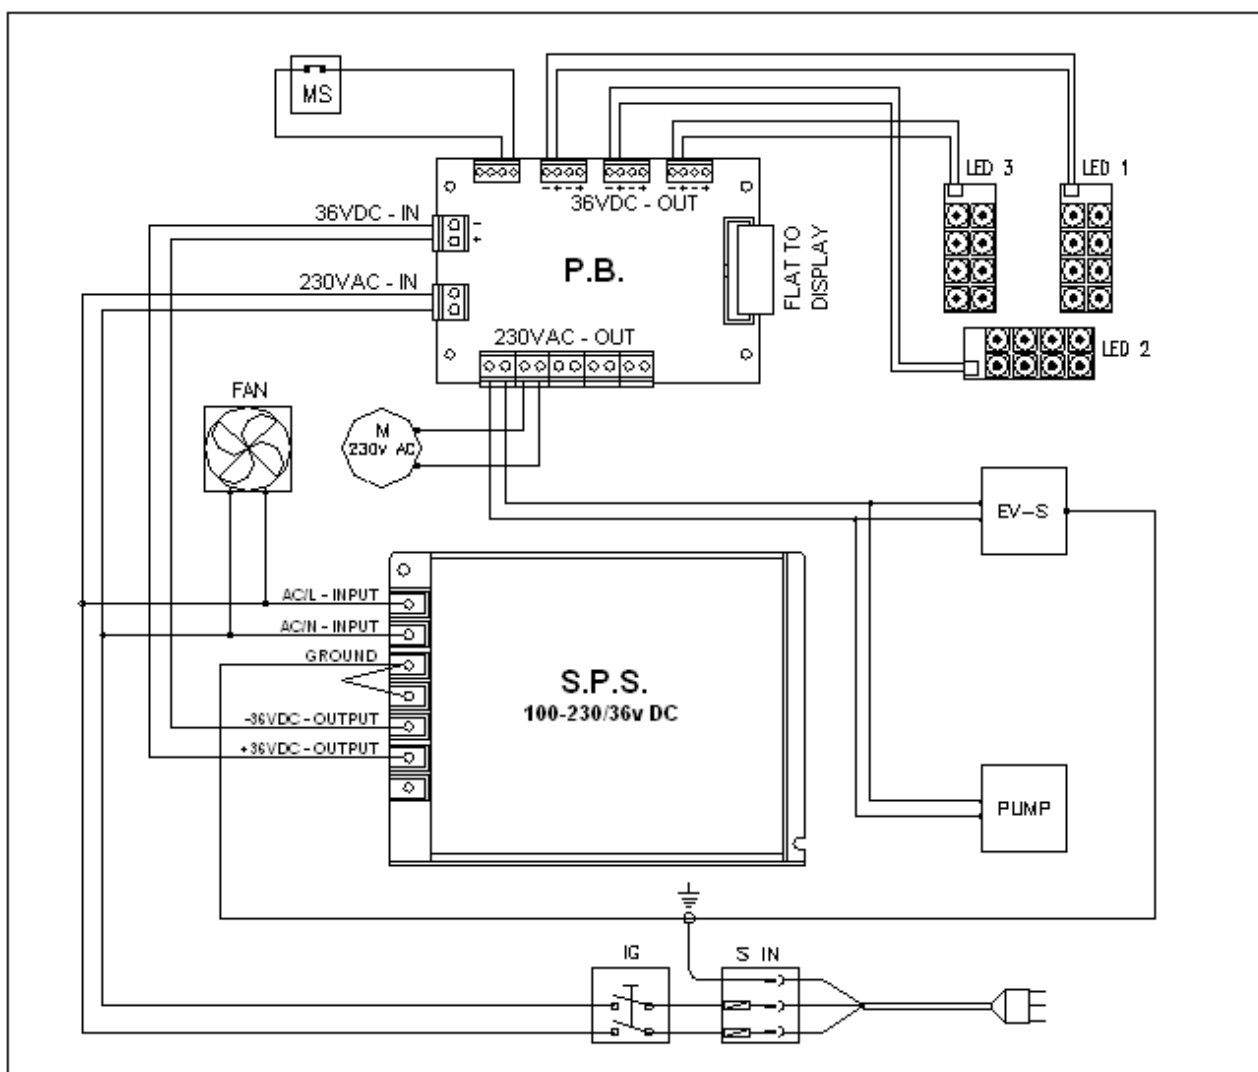 MS
LED 3
LED 1
36VDC - OUT
- + - +
- + - +
- + - +
36VDC - IN
-
+
P.B.
FLAT TO
DISPLAY
230VAC - IN
230VAC - OUT
LED 2
FAN
M
230v AC
EV-S
AC/L - INPUT
AC/N - INPUT
GROUND
S.P.S.
100-230/36v DC
-36VDC - OUTPUT
+36VDC - OUTPUT
PUMP
IG
S IN